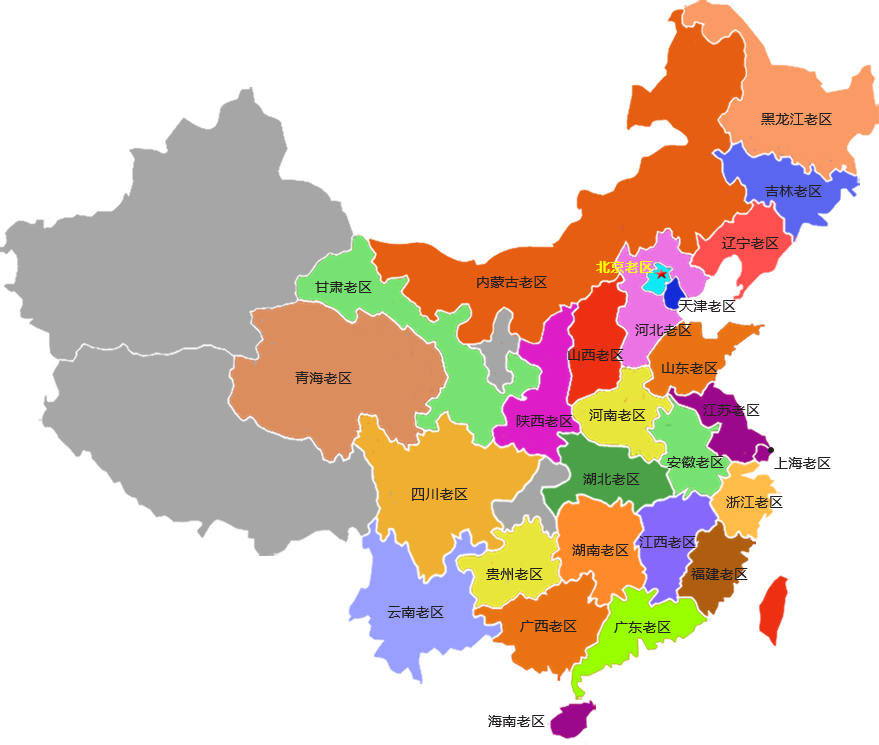 黑龙江老区
吉林老区
辽宁老区
北京老区
内蒙古老区
甘肃老区
天津老区
河北老区
山西老区
山东老区
青海老区
江苏老区
河南老区
陕西老区
安徽老区
上海老区
湖北老区
四川老区
浙江老区
江西老区
湖南老区
贵州老区
福建老区
云南老区
广西老区
广东老区
海南老区